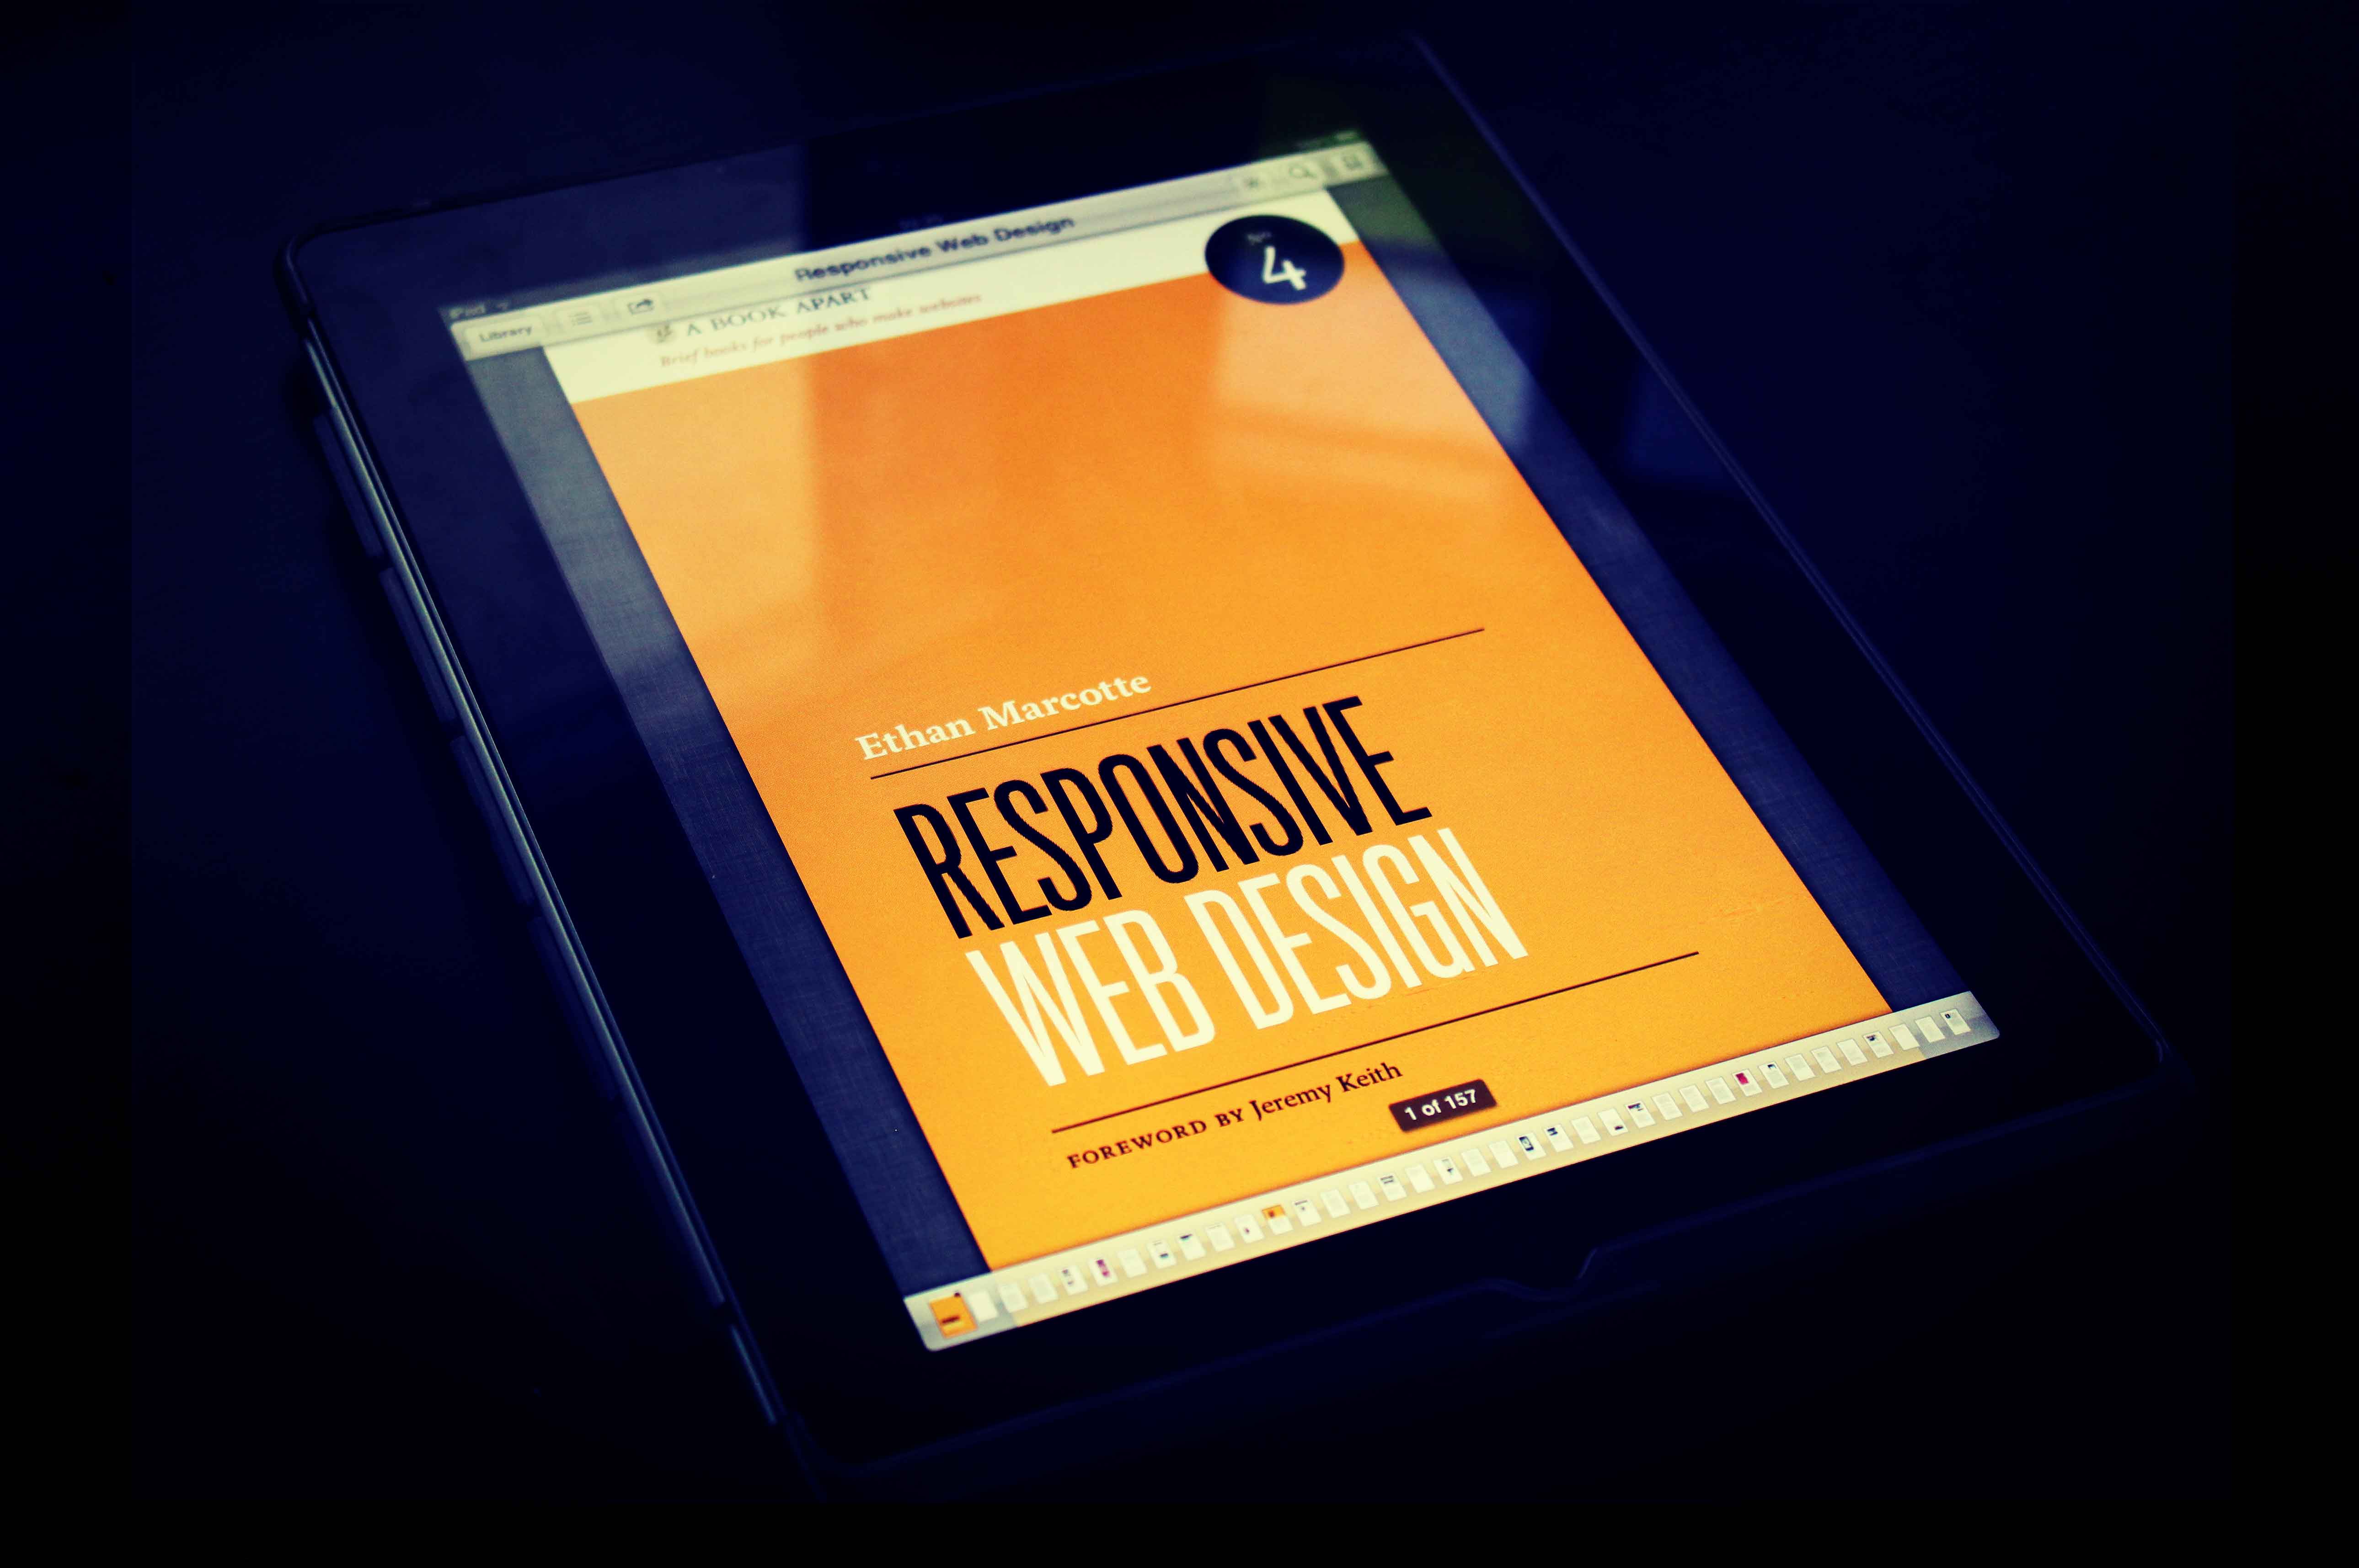 iPad
Library
Responsive Web Design
A BOOK APART
Brief books for people who make websites
No
4
Ethan Marcotte
RESPONSIVE
WEB DESIGN
FOREWORD BY Jeremy Keith
1 of 157